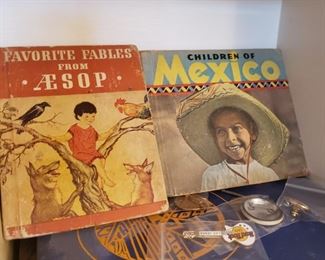 FAVORITE FABLES
FROM
ÆSOP
CHILDREN OF
Mexico